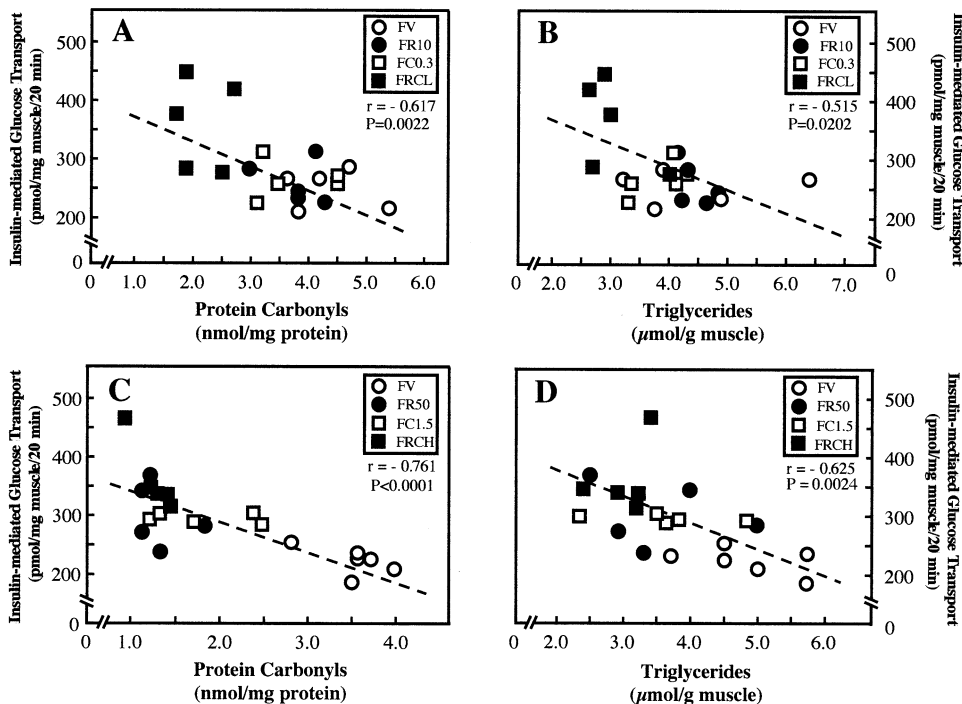 A
500
400
300
200
0
Insulin-mediated Glucose Transport
(pmol/mg muscle/20 min)
FV
FR10
FC0.3
FRCL
r = - 0.617
P=0.0022
0 1.0 2.0 3.0 4.0 5.0 6.0
Protein Carbonyls
(nmol/mg protein)
B
FV
FR10
FC0.3
FRCL
r = - 0.515
P=0.0202
500
400
300
200
0
Insulin-mediated Glucose Transport
(pmol/mg muscle/20 min)
0 2.0 3.0 4.0 5.0 6.0 7.0
Triglycerides
(μmol/g muscle)
C
500
400
300
200
0
Insulin-mediated Glucose Transport
(pmol/mg muscle/20 min)
FV
FR50
FC1.5
FRCH
r = - 0.761
P<0.0001
0 1.0 2.0 3.0 4.0
Protein Carbonyls
(nmol/mg protein)
D
FV
FR50
FC1.5
FRCH
r = - 0.625
P = 0.0024
500
400
300
200
0
Insulin-mediated Glucose Transport
(pmol/mg muscle/20 min)
0 2.0 3.0 4.0 5.0 6.0
Triglycerides
(μmol/g muscle)